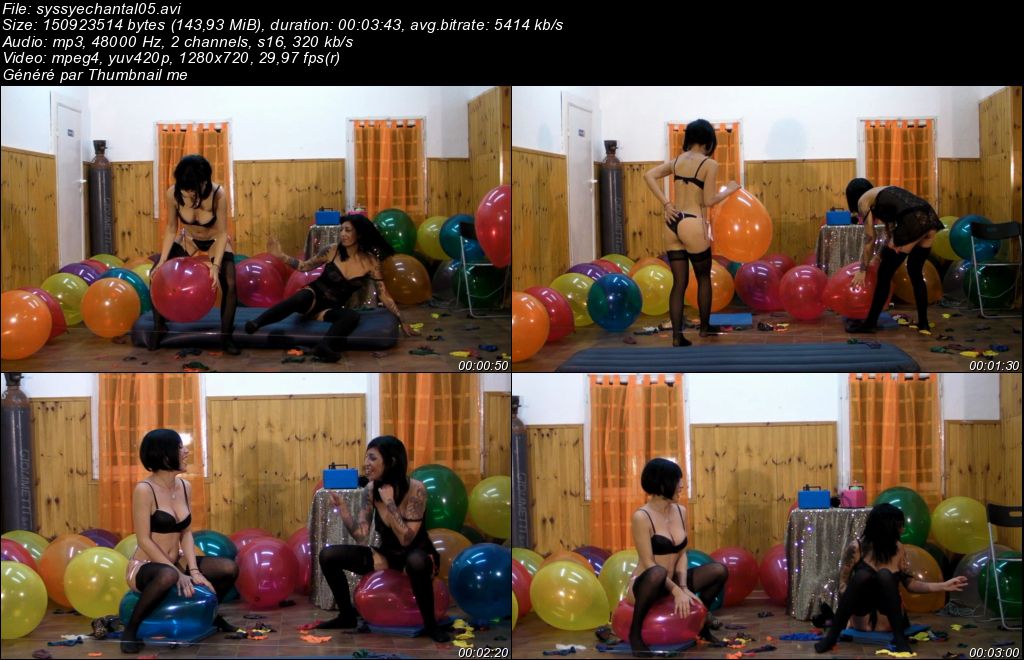 File: syssyechantal05.avi
Size: 150923514 bytes (143,93 MiB), duration: 00:03:43, avg.bitrate: 5414 kb/s
Audio: mp3, 48000 Hz, 2 channels, s16, 320 kb/s
Video: mpeg4, yuv420p, 1280x720, 29,97 fps(r)
Généré par Thumbnail me
00:00:50
00:01:30
00:02:20
00:03:00